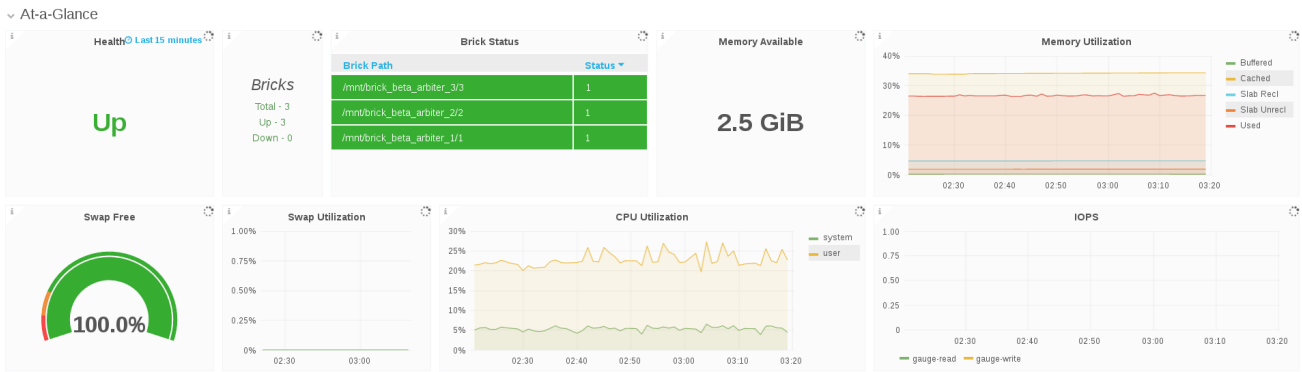 At-a-Glance
Health
Last 15 minutes
Up
Bricks
Total - 3
Up - 3
Down - 0
Brick Status
Brick Path Status
/mnt/brick_beta_arbiter_3/3 1
/mnt/brick_beta_arbiter_2/2 1
/mnt/brick_beta_arbiter_1/1 1
Memory Available
2.5 GiB
Memory Utilization
40%
30%
20%
10%
0%
02:30 02:40 02:50 03:00 03:10 03:20
Buffered
Cached
Slab Recl
Slab Unrecl
Used
Swap Free
100.0%
Swap Utilization
1.00%
0.75%
0.50%
0.25%
0%
02:30 03:00
CPU Utilization
30%
25%
20%
15%
10%
5%
0%
02:30 02:40 02:50 03:00 03:10 03:20
system
user
IOPS
1.00
0.75
0.50
0.25
0
02:30 02:40 02:50 03:00 03:10 03:20
gauge-read gauge-write